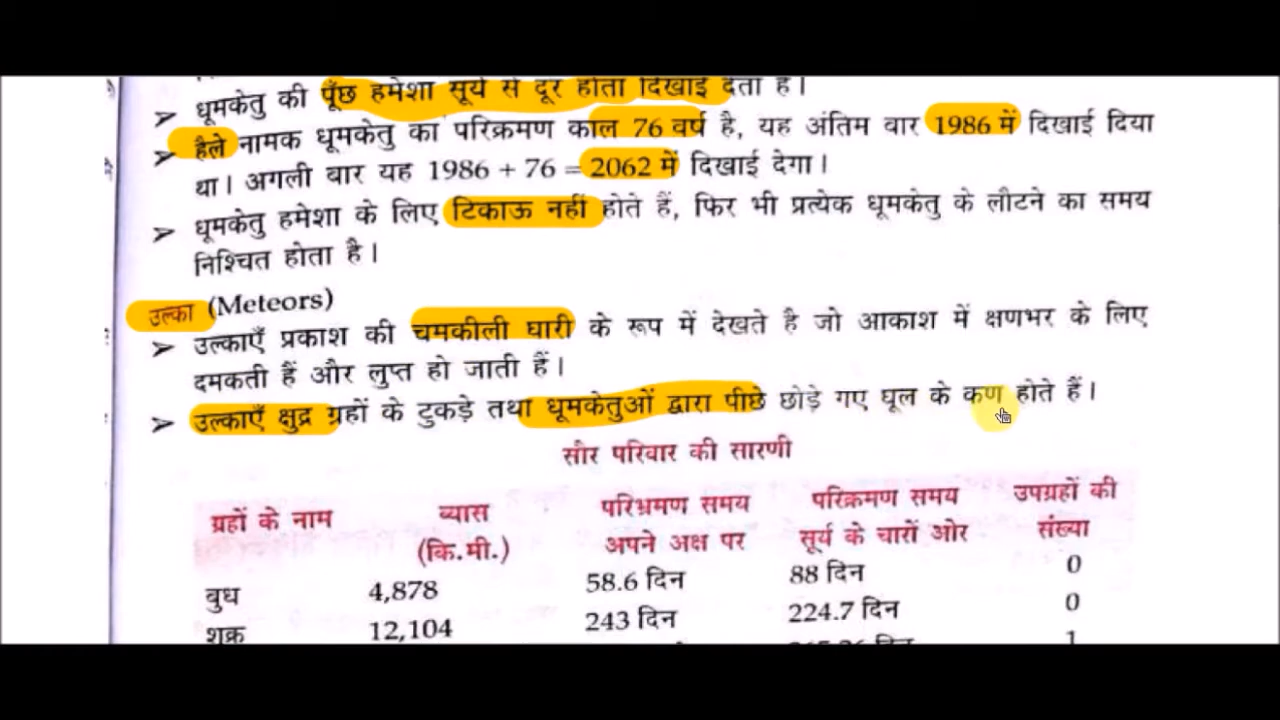 धूमकेतु की पूँछ हमेशा सूर्य से दूर होता दिखाई देता है।
हैले नामक धूमकेतु का परिक्रमण काल 76 वर्ष है, यह अंतिम बार 1986 में दिखाई दिया
था। अगली बार यह 1986 + 76 = 2062 में दिखाई देगा।
धूमकेतु हमेशा के लिए टिकाऊ नहीं होते हैं, फिर भी प्रत्येक धूमकेतु के लौटने का समय
निश्चित होता है।
उल्का (Meteors)
उल्काएँ प्रकाश की चमकीली घारी के रूप में देखते है जो आकाश में क्षणभर के लिए
दमकती हैं और लुप्त हो जाती हैं।
उल्काएँ क्षुद्र ग्रहों के टुकड़े तथा धूमकेतुओं द्वारा पीछे छोड़े गए घूल के कण होते हैं।
सौर परिवार की सारणी
ग्रहों के नाम व्यास परिभ्रमण समय परिक्रमण समय उपग्रहों की
(कि.मी.) अपने अक्ष पर सूर्य के चारों ओर संख्या
बुध 4,878 58.6 दिन 88 दिन 0
शुक्र 12,104 243 दिन 224.7 दिन 0
1